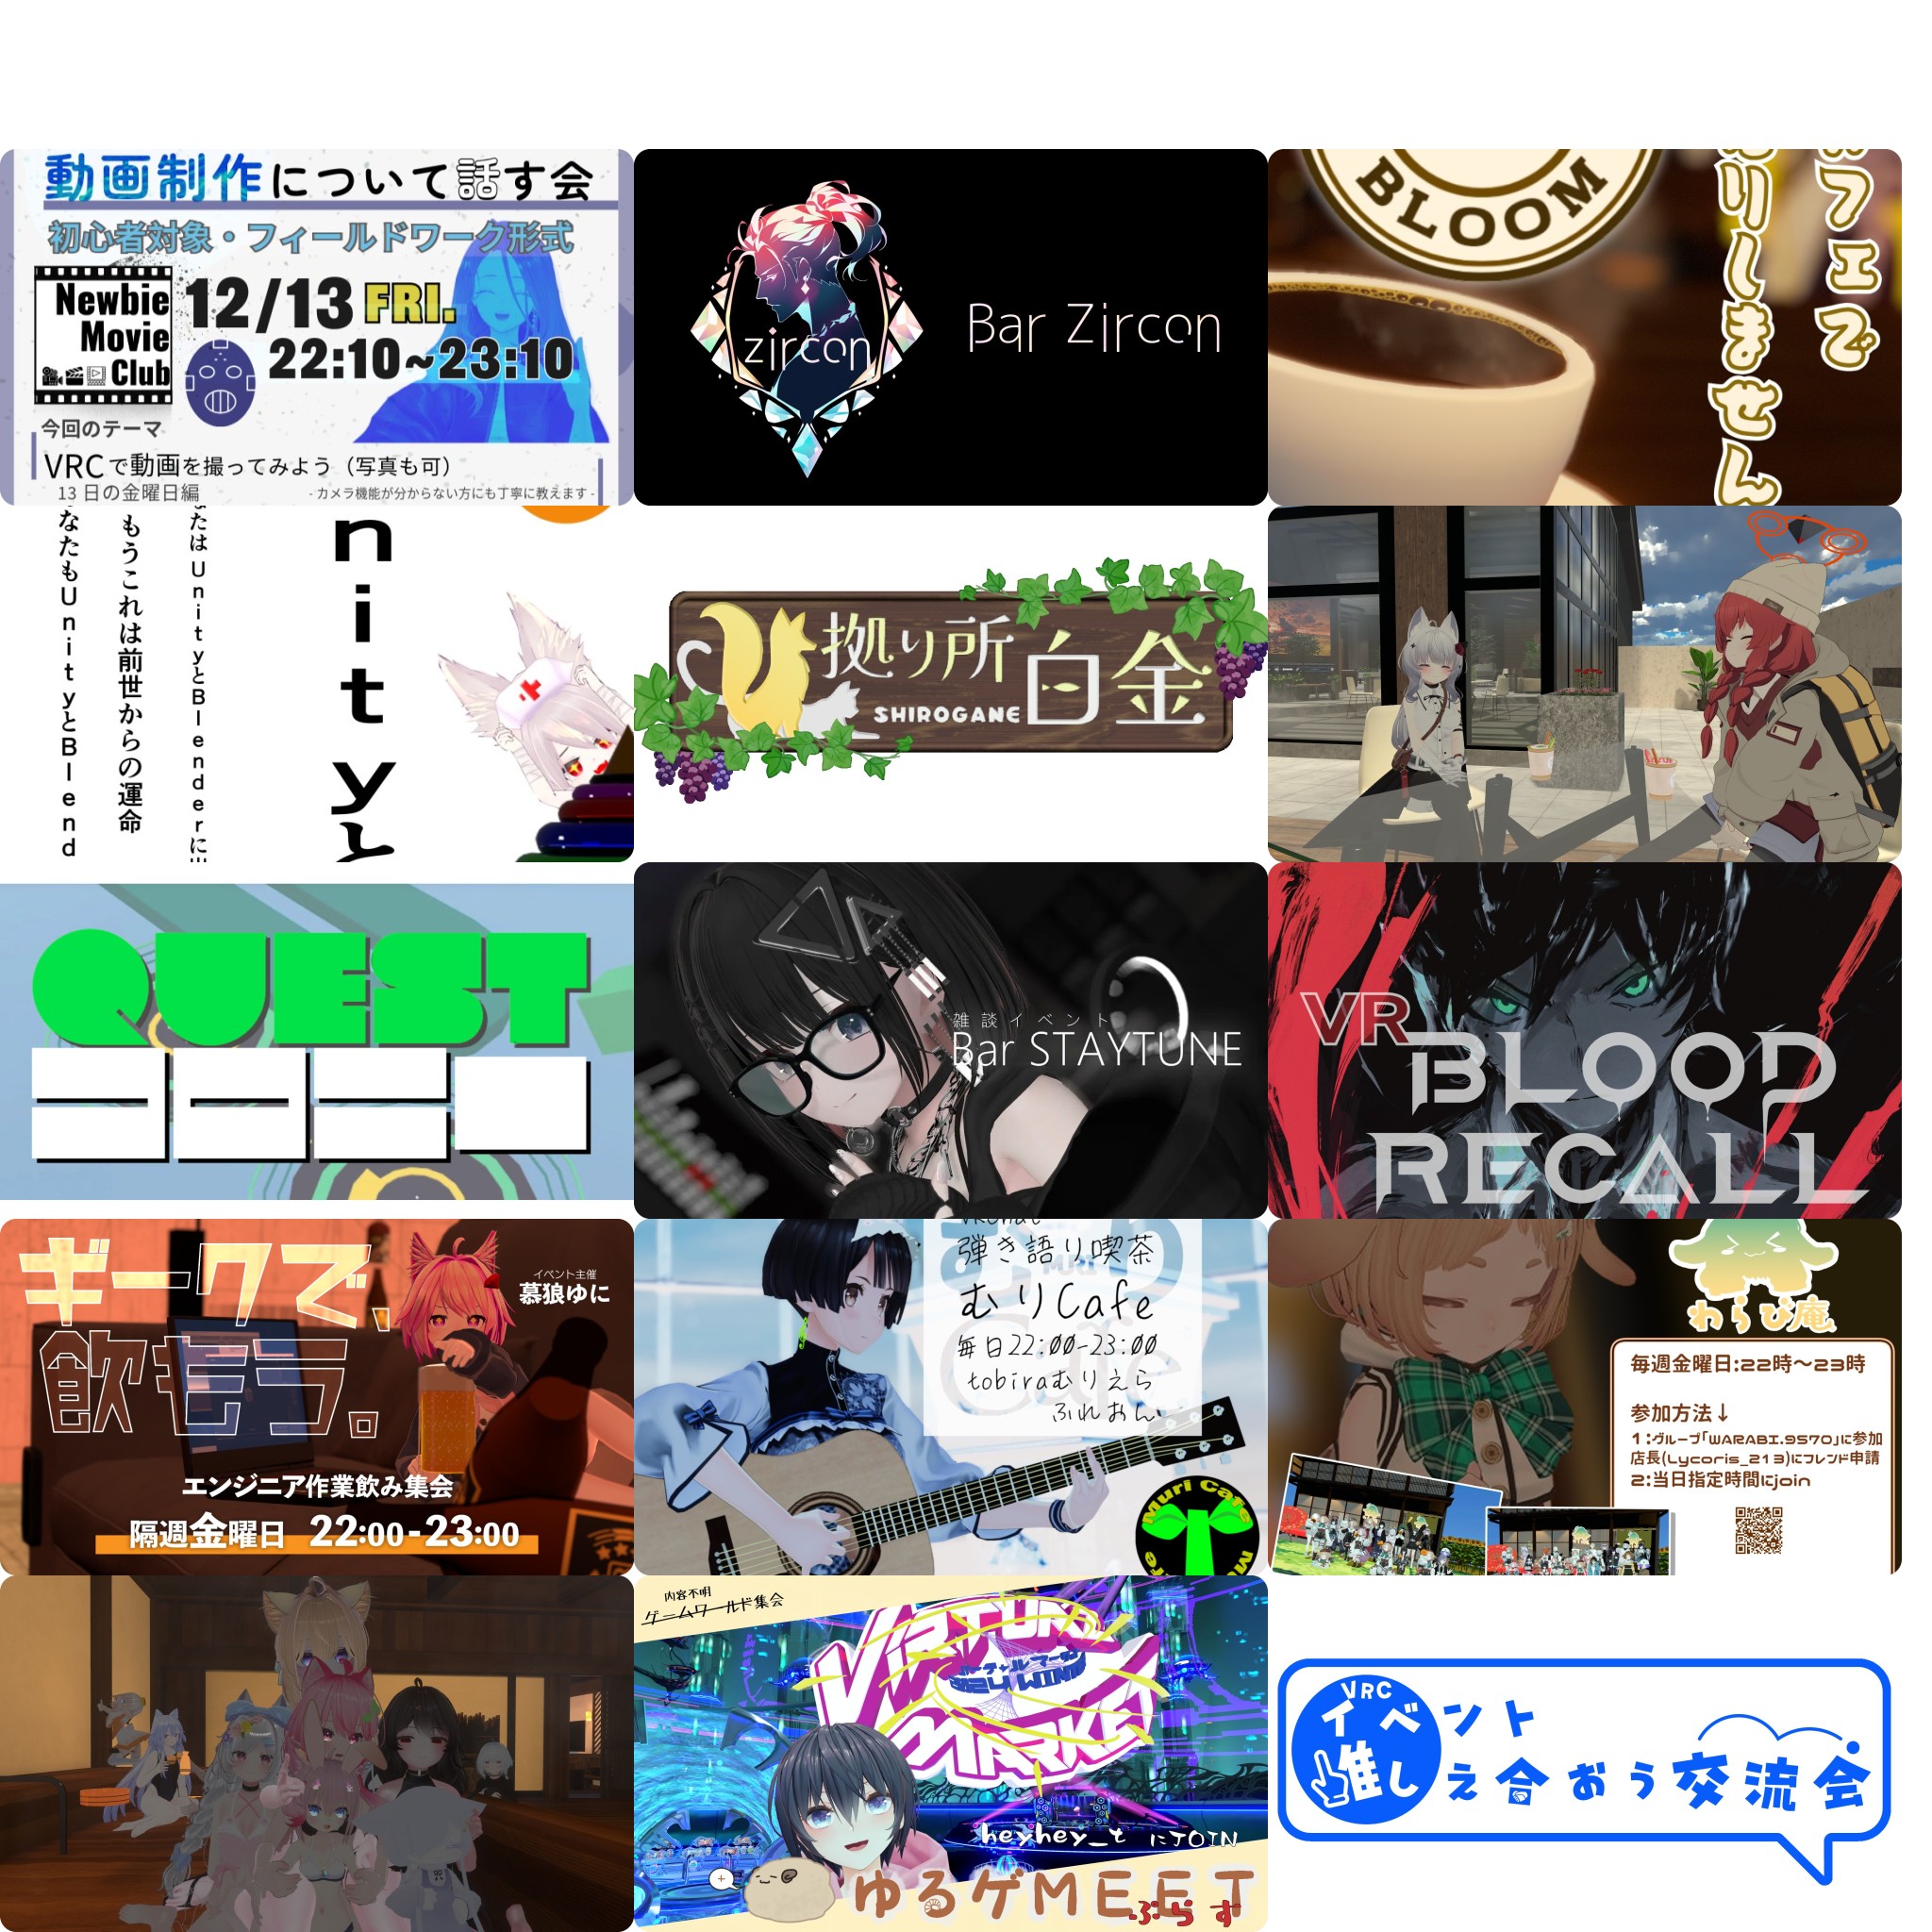 動画制作について話す会
初心者対象・フィールドワーク形式
Newbie
Movie
Club
12/13 FRI.
22:10~23:10
今回のテーマ
VRCで動画を撮ってみよう（写真も可）
13日の金曜日編
- カメラ機能が分からない方にも丁寧に教えます -
zircon
Bar Zircon
BLOOM
フェで
りしません
nity
と
たは UnityとBlenderに
もうこれは前世からの運命
なたもUnityとBlend
拠り所
白金
SHIROGANE
QUEST
雑談イベント
Bar STAYTUNE
VR
BLOOD
RECALL
ギークで、
飲もう。
イベント主催
慕狼ゆに
エンジニア作業飲み集会
隔週金曜日 22:00-23:00
弾き語り喫茶
むりCafe
毎日22:00-23:00
tobiraむりえら
ふれおん
Muri Cafe
わらび庵
毎週金曜日:22時～23時
参加方法↓
1:グループ「WARABI.9570」に参加
店長(Lycoris_213)にフレンド申請
2:当日指定時間にjoin
内容不明
ゲームワールド集会
MARKE
heyhey_t にJOIN
ゆるゲMEET
ぷらす
VRC
イベント
推し え合おう交流会